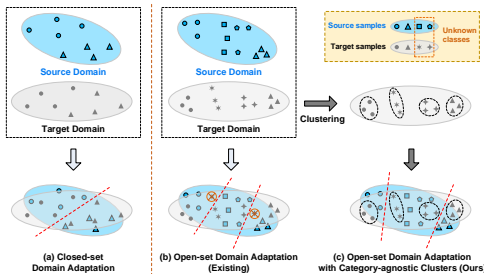 Source samples
Target samples
Unknown
classes
Source Domain
Target Domain
Source Domain
Target Domain
Clustering
(a) Closed-set
Domain Adaptation
(b) Open-set Domain Adaptation
(Existing)
(c) Open-set Domain Adaptation
with Category-agnostic Clusters (Ours)